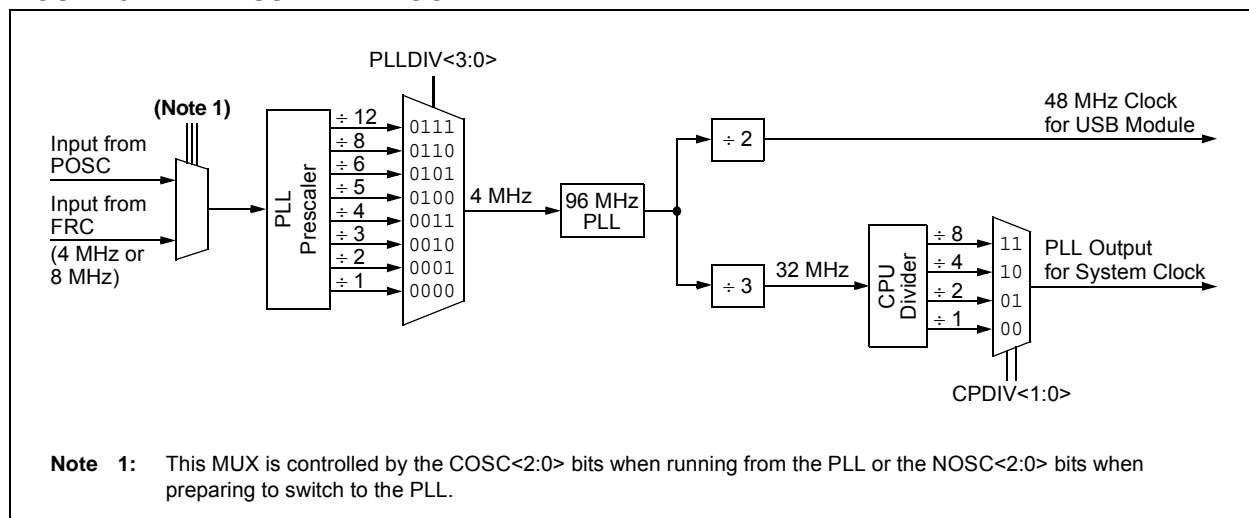 PLLDIV<3:0>
(Note 1)
Input from
POSC
Input from
FRC
(4 MHz or
8 MHz)
PLL
Prescaler
÷ 12
÷ 8
÷ 6
÷ 5
÷ 4
÷ 3
÷ 2
÷ 1
0111
0110
0101
0100
0011
0010
0001
0000
4 MHz
96 MHz
PLL
÷ 2
48 MHz Clock
for USB Module
÷ 3
32 MHz
CPU
Divider
÷ 8
÷ 4
÷ 2
÷ 1
11
10
01
00
PLL Output
for System Clock
CPDIV<1:0>
Note 1: This MUX is controlled by the COSC<2:0> bits when running from the PLL or the NOSC<2:0> bits when
preparing to switch to the PLL.